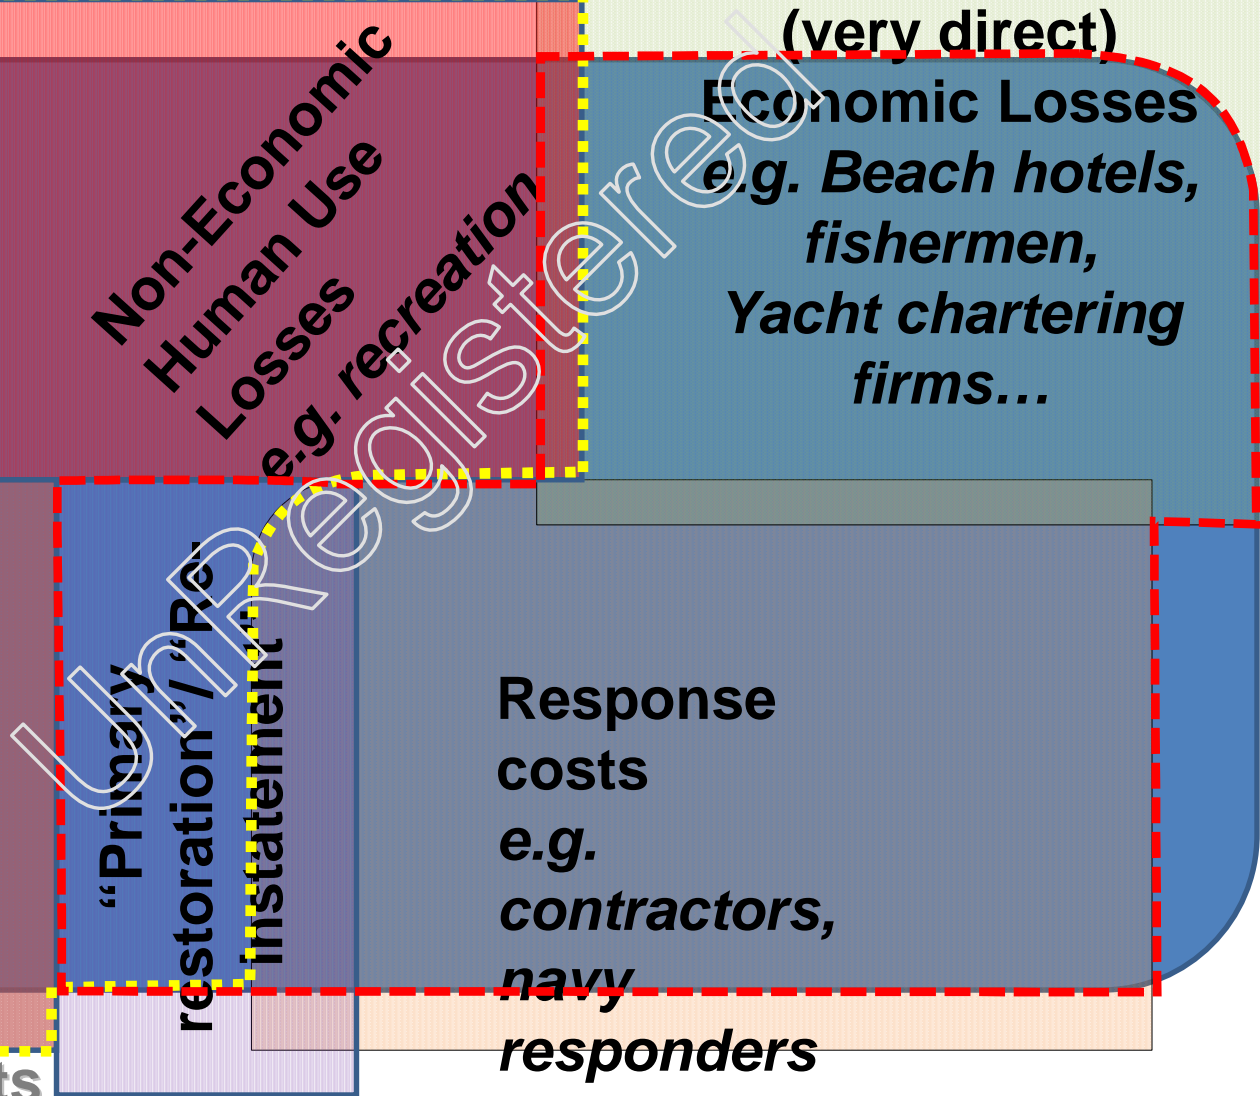 (very direct)
Economic Losses
e.g. Beach hotels,
fishermen,
Yacht chartering
firms…
Non-Economic
Human Use
Losses
e.g. recreation
“Primary
restoration”/ “Re-
instatement”
Response
costs
e.g.
contractors,
navy
responders
ts
UnRegistered